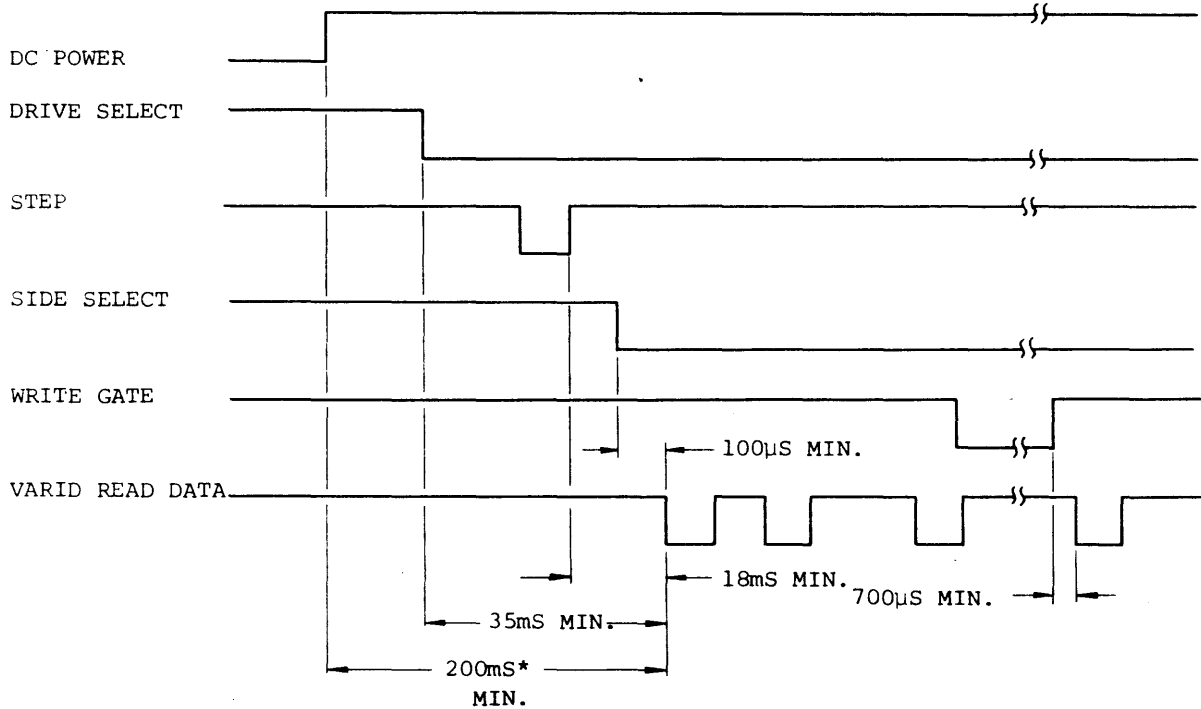 DC POWER
DRIVE SELECT
STEP
SIDE SELECT
WRITE GATE
100µS MIN.
VARID READ DATA
18mS MIN.
700µS MIN.
35mS MIN.
200mS*
MIN.